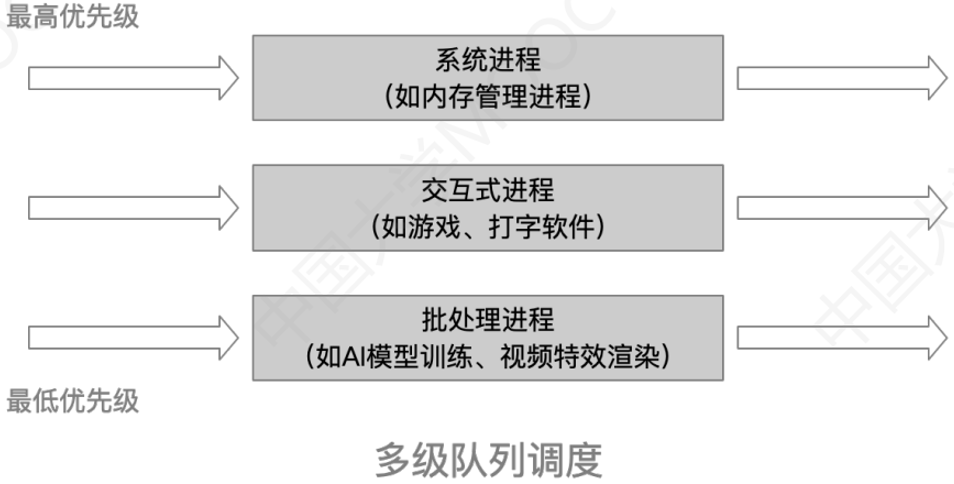 最高优先级
系统进程
（如内存管理进程）
交互式进程
（如游戏、打字软件）
批处理进程
（如AI模型训练、视频特效渲染）
最低优先级
多级队列调度
中国大学MOOC